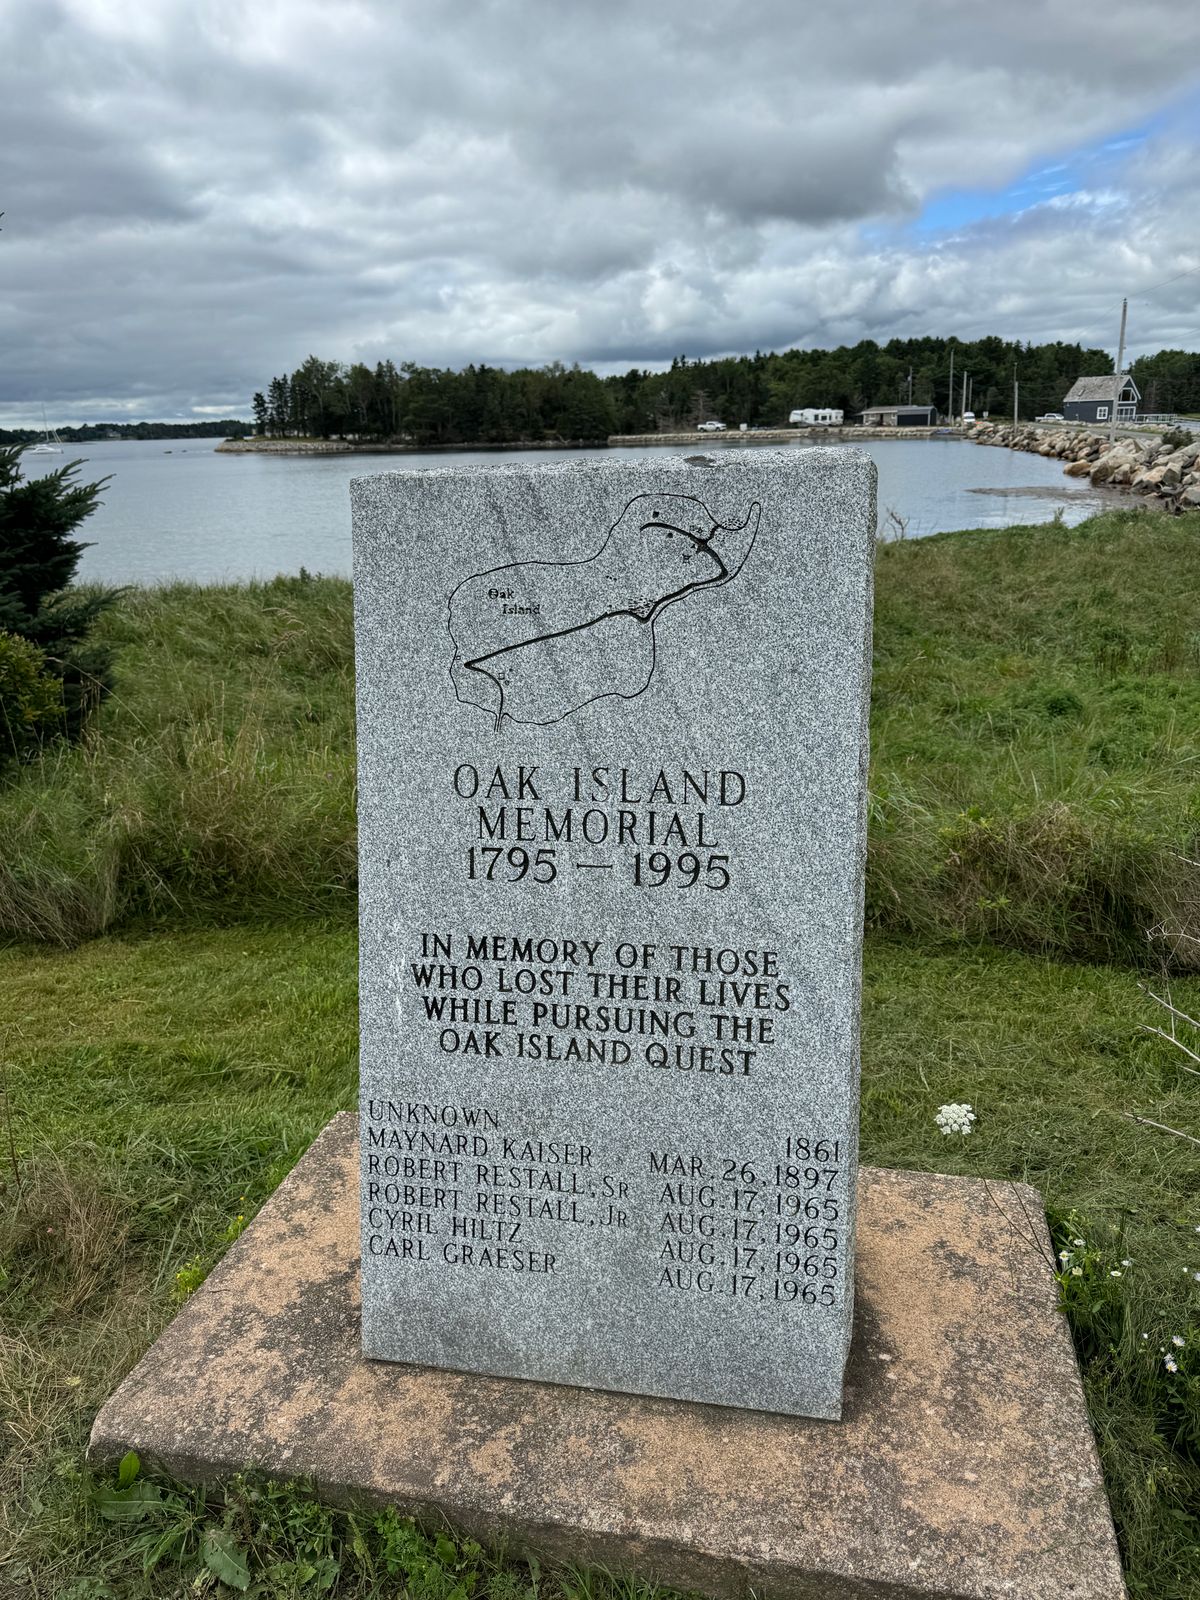 Oak
Island
OAK ISLAND
MEMORIAL
1795 — 1995
IN MEMORY OF THOSE
WHO LOST THEIR LIVES
WHILE PURSUING THE
OAK ISLAND QUEST
UNKNOWN 1861
MAYNARD KAISER MAR. 26, 1897
ROBERT RESTALL, SR AUG. 17, 1965
ROBERT RESTALL, JR AUG. 17, 1965
CYRIL HILTZ AUG. 17, 1965
CARL GRAESER AUG. 17, 1965